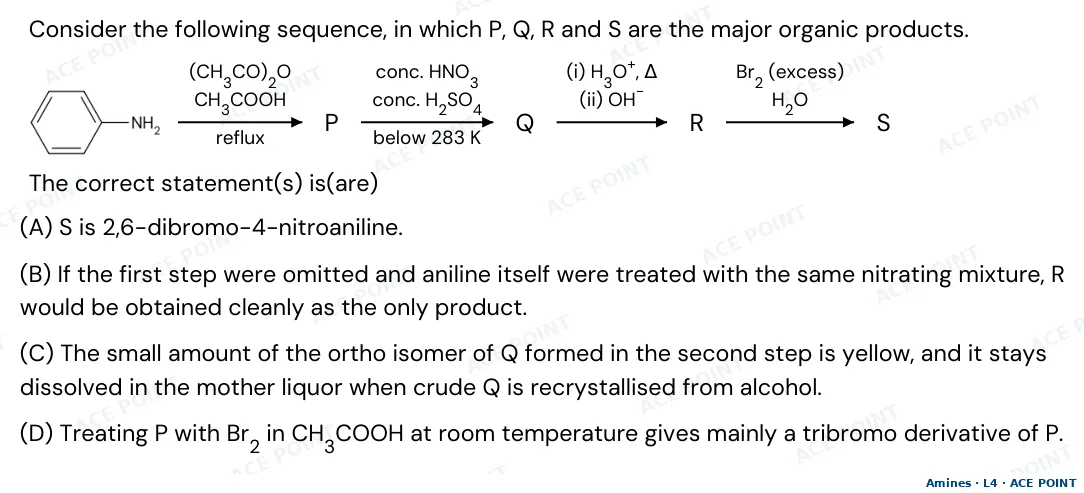 Consider the following sequence, in which P, Q, R and S are the major organic products.
(CH₃CO)₂O conc. HNO₃ (i) H₃O⁺, Δ Br₂ (excess)
CH₃COOH conc. H₂SO₄ (ii) OH⁻ H₂O
NH₂ P Q R S
reflux below 283 K
The correct statement(s) is(are)
(A) S is 2,6-dibromo-4-nitroaniline.
(B) If the first step were omitted and aniline itself were treated with the same nitrating mixture, R
would be obtained cleanly as the only product.
(C) The small amount of the ortho isomer of Q formed in the second step is yellow, and it stays
dissolved in the mother liquor when crude Q is recrystallised from alcohol.
(D) Treating P with Br₂ in CH₃COOH at room temperature gives mainly a tribromo derivative of P.
ACE POINT
Amines · L4 · ACE POINT